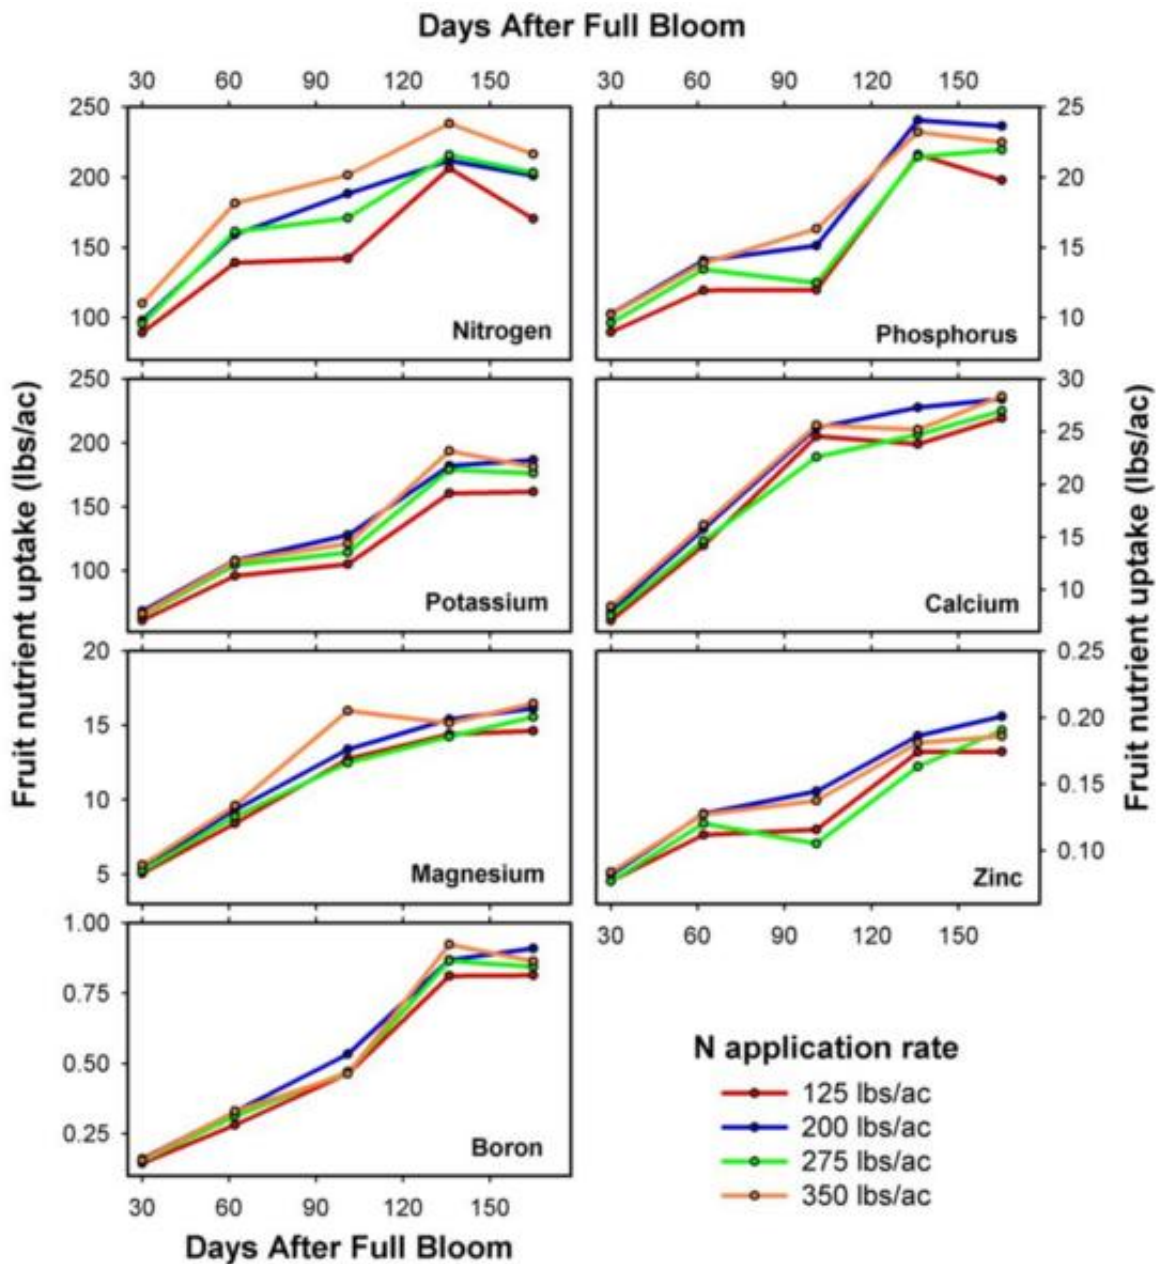 Days After Full Bloom
30 60 90 120 150 30 60 90 120 150
250 25
200 20
150 15
100 10
Nitrogen Phosphorus
Fruit nutrient uptake (lbs/ac)
Fruit nutrient uptake (lbs/ac)
250 30
200 25
150 20
100 15
10
Potassium Calcium
20 0.25
15 0.20
10 0.15
5 0.10
Magnesium Zinc
30 60 90 120 150
1.00
0.75
0.50
0.25
Boron
30 60 90 120 150
Days After Full Bloom
N application rate
125 lbs/ac
200 lbs/ac
275 lbs/ac
350 lbs/ac